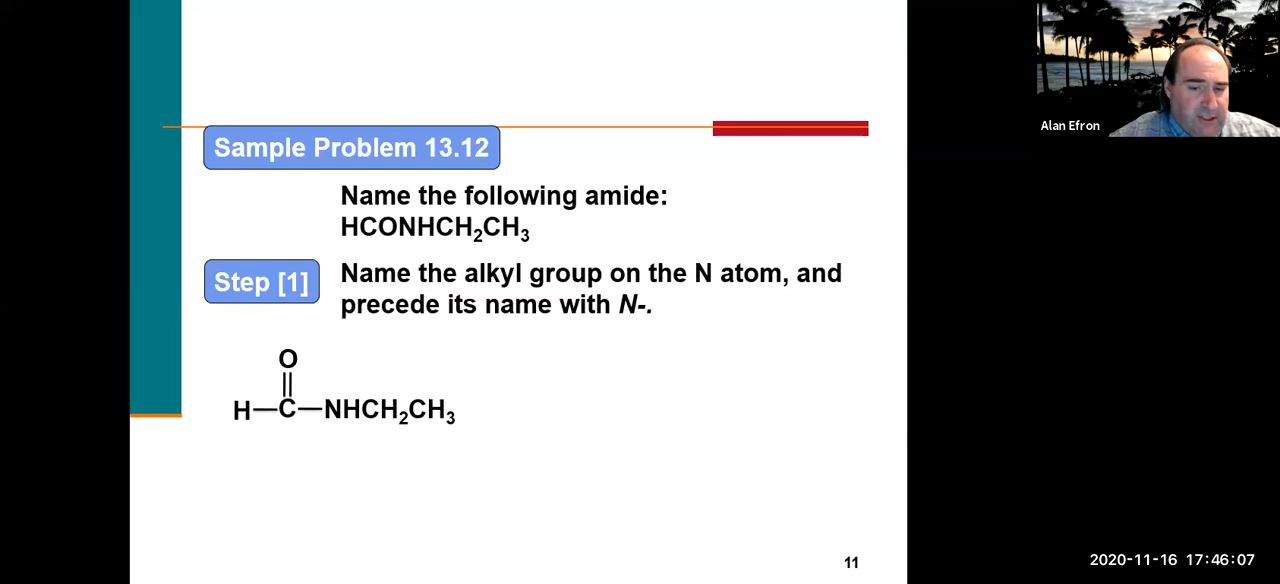 Alan Efron
Sample Problem 13.12
Name the following amide:
HCONHCH₂CH₃
Step [1]
Name the alkyl group on the N atom, and
precede its name with N-.
O
H—C—NHCH₂CH₃
11
2020-11-16 17:46:07